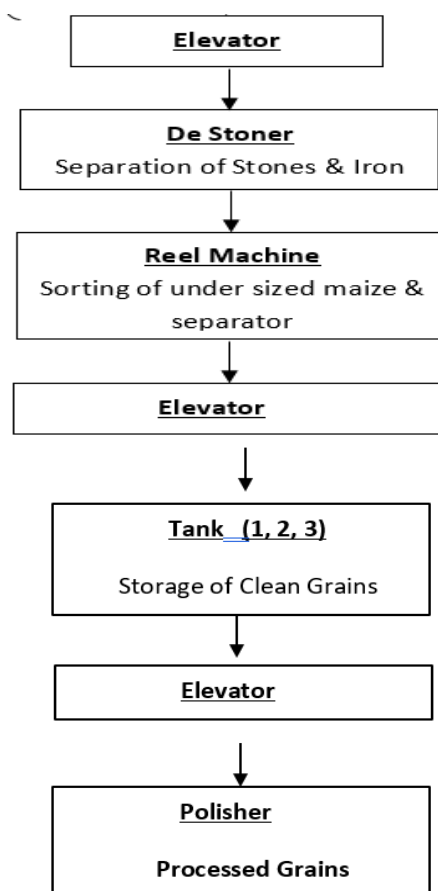 Elevator
De Stoner
Separation of Stones & Iron
Reel Machine
Sorting of under sized maize &
separator
Elevator
Tank (1, 2, 3)
Storage of Clean Grains
Elevator
Polisher
Processed Grains